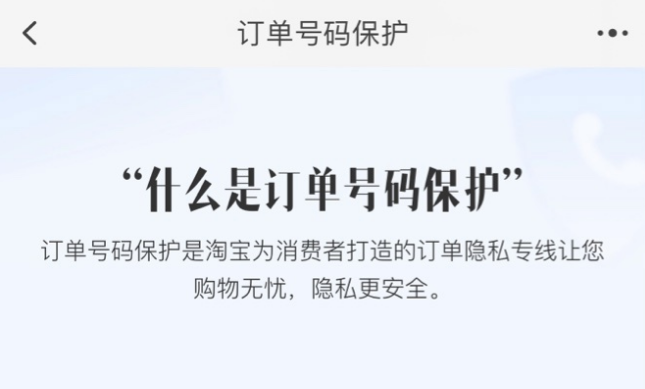 订单号码保护
“什么是订单号码保护”
订单号码保护是淘宝为消费者打造的订单隐私专线让您
购物无忧，隐私更安全。